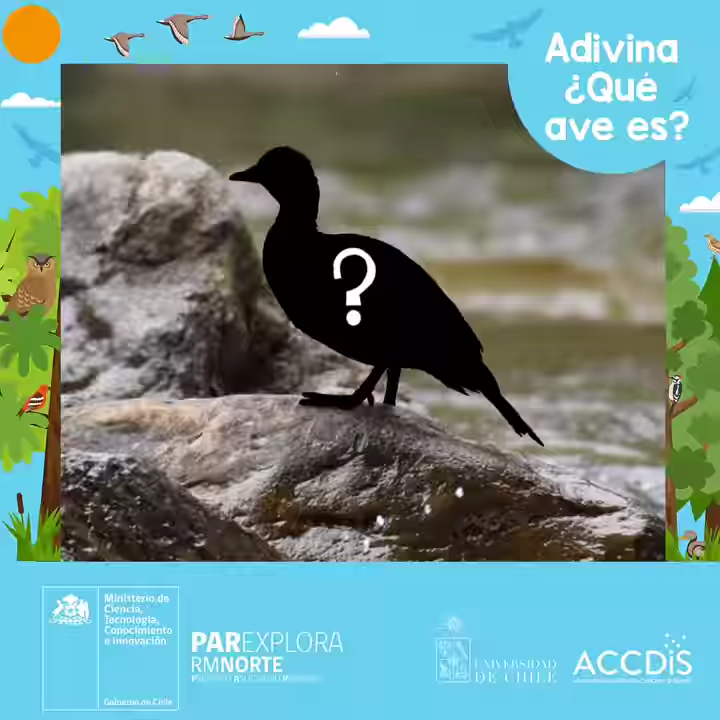 Adivina
¿Qué
ave es?
?
Ministerio de
Ciencia,
Tecnología,
Conocimiento
e Innovación
Gobierno de Chile
PAREXPLORA
RMNORTE
UNIVERSIDAD
DE CHILE
ACCDiS